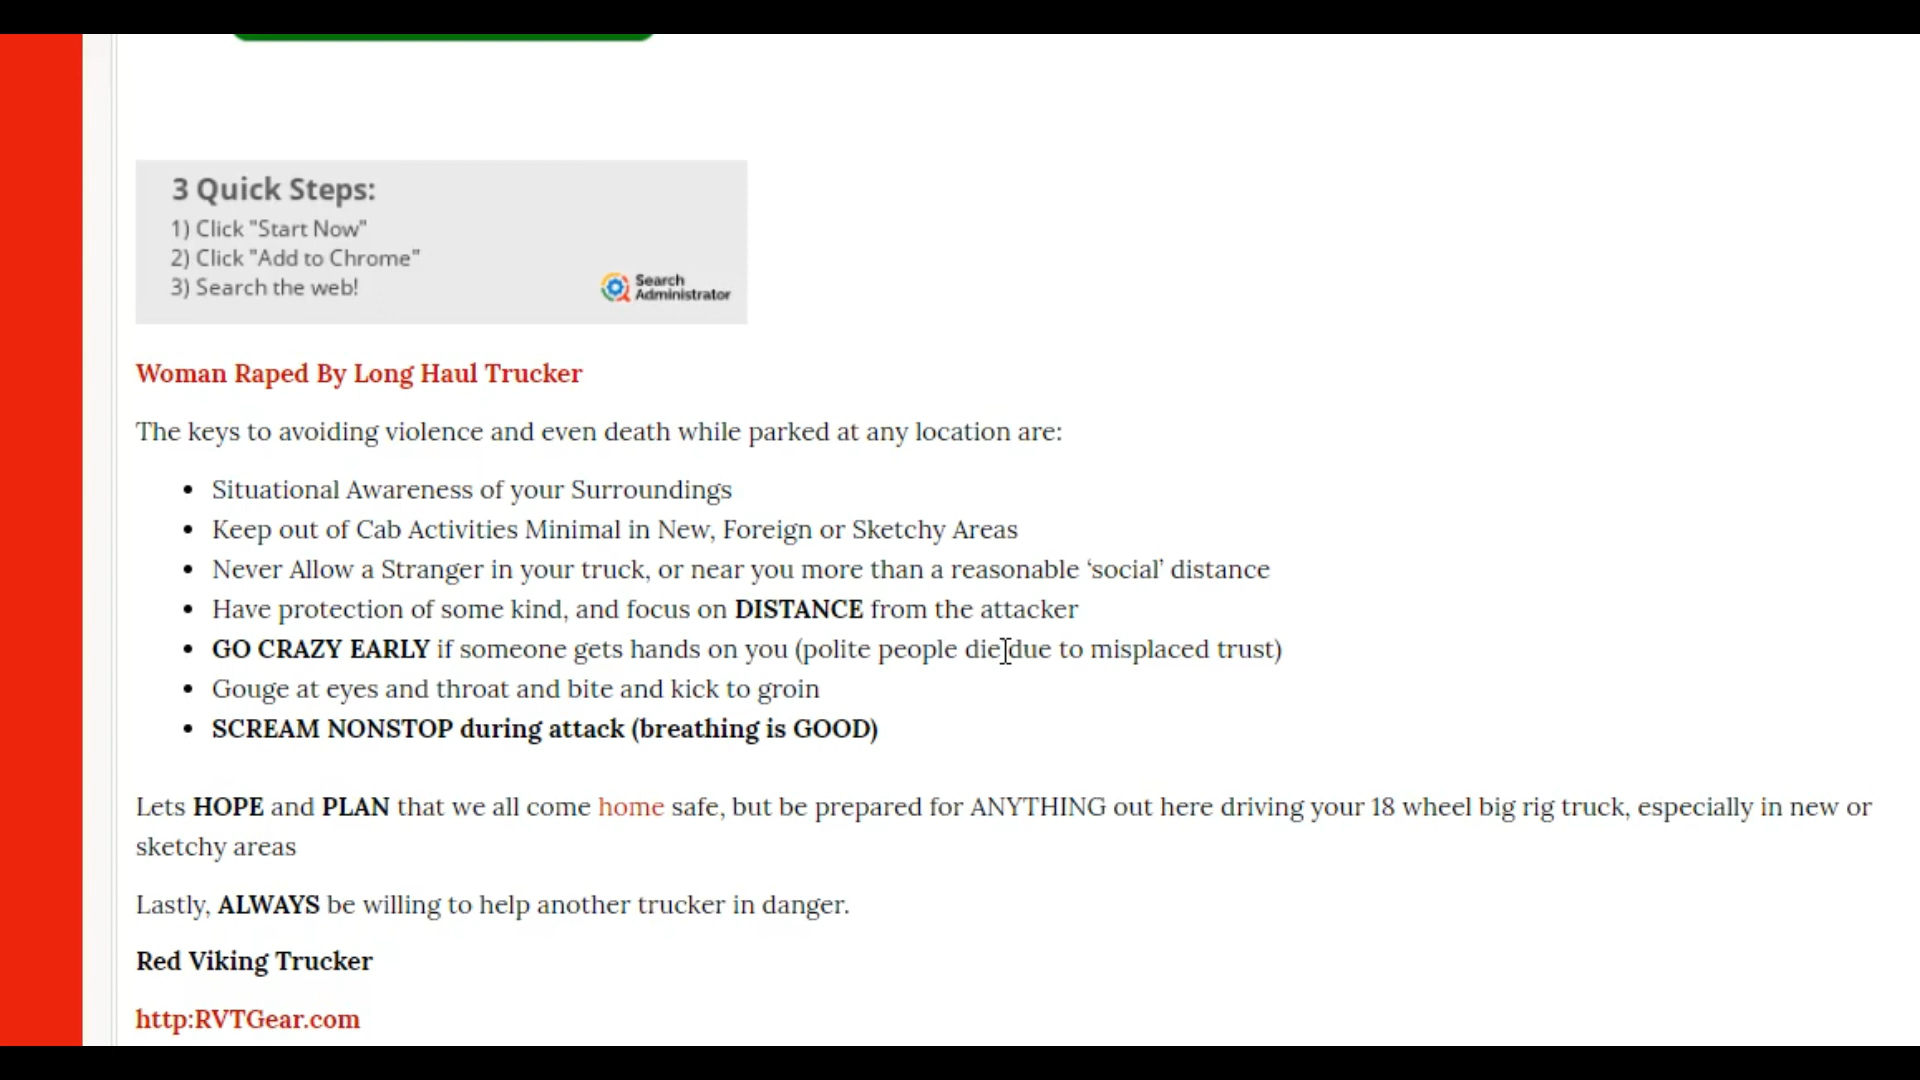 3 Quick Steps:
1) Click "Start Now"
2) Click "Add to Chrome"
3) Search the web!
Search
Administrator
Woman Raped By Long Haul Trucker
The keys to avoiding violence and even death while parked at any location are:
• Situational Awareness of your Surroundings
• Keep out of Cab Activities Minimal in New, Foreign or Sketchy Areas
• Never Allow a Stranger in your truck, or near you more than a reasonable ‘social’ distance
• Have protection of some kind, and focus on DISTANCE from the attacker
• GO CRAZY EARLY if someone gets hands on you (polite people die due to misplaced trust)
• Gouge at eyes and throat and bite and kick to groin
• SCREAM NONSTOP during attack (breathing is GOOD)
Lets HOPE and PLAN that we all come home safe, but be prepared for ANYTHING out here driving your 18 wheel big rig truck, especially in new or
sketchy areas
Lastly, ALWAYS be willing to help another trucker in danger.
Red Viking Trucker
http:RVTGear.com